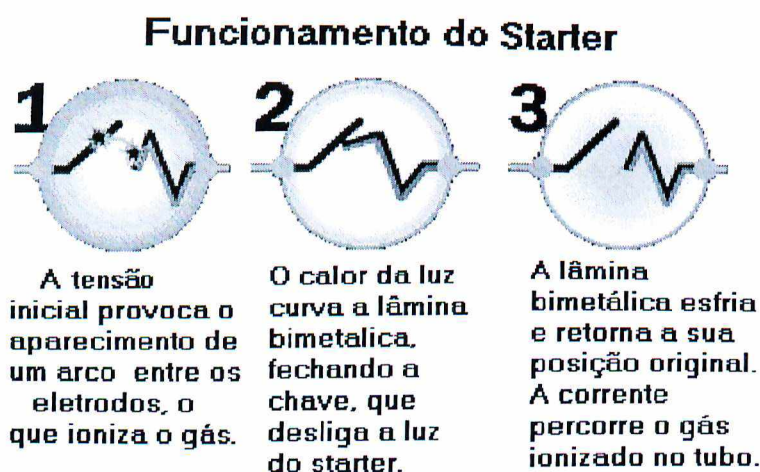 Funcionamento do Starter
1
A tensão
inicial provoca o
aparecimento de
um arco entre os
eletrodos, o
que ioniza o gás.
2
O calor da luz
curva a lâmina
bimetalica,
fechando a
chave, que
desliga a luz
do starter.
3
A lâmina
bimetálica esfria
e retorna a sua
posição original.
A corrente
percorre o gás
ionizado no tubo.